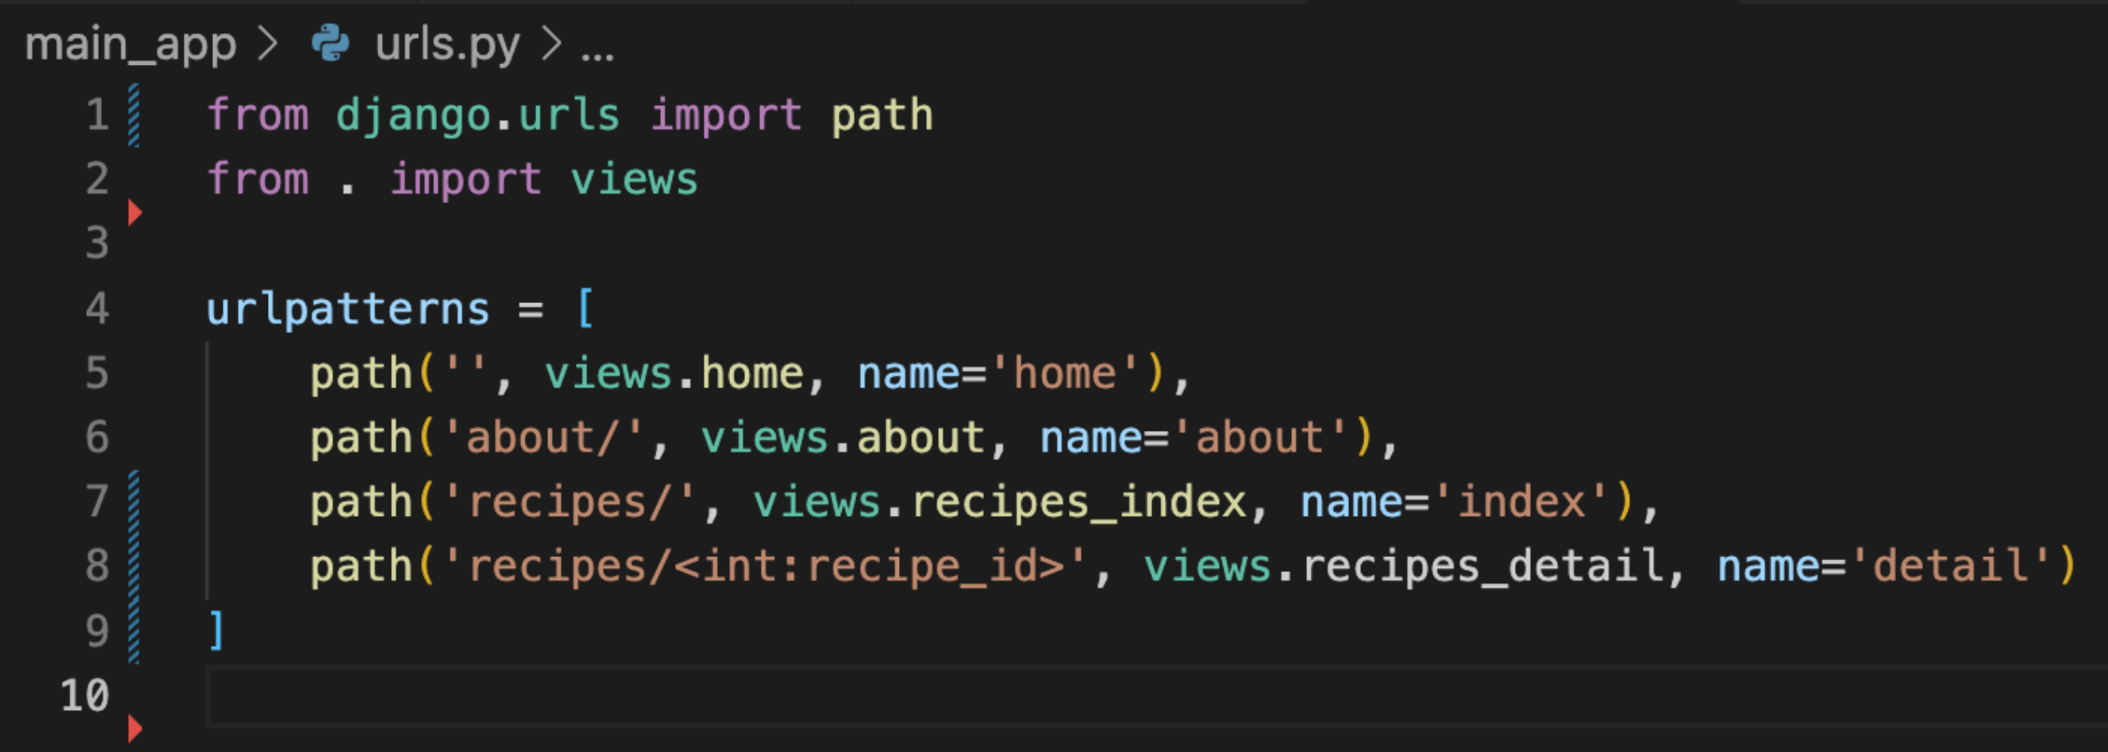 main_app > urls.py > ...
1 from django.urls import path
2 from . import views
3
4 urlpatterns = [
5     path('', views.home, name='home'),
6     path('about/', views.about, name='about'),
7     path('recipes/', views.recipes_index, name='index'),
8     path('recipes/<int:recipe_id>', views.recipes_detail, name='detail')
9 ]
10